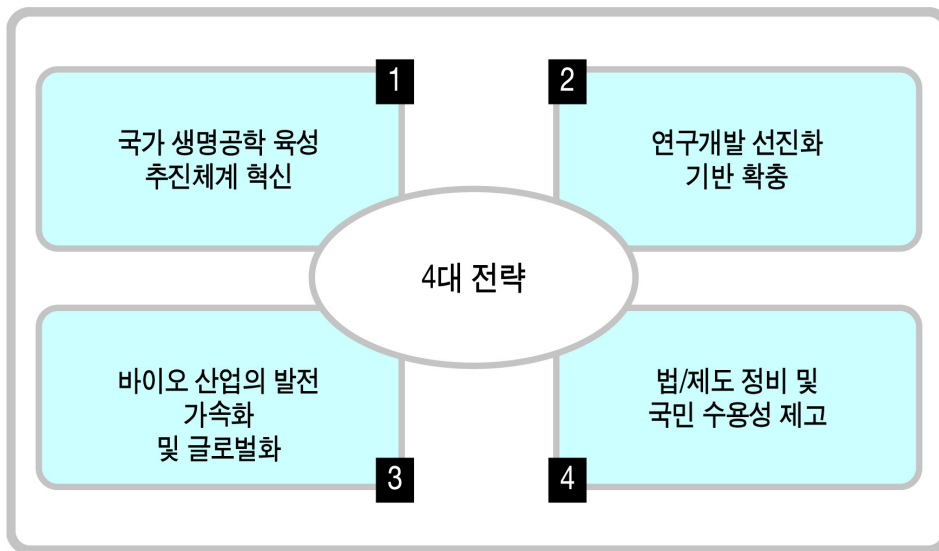 1
국가 생명공학 육성
추진체계 혁신
2
연구개발 선진화
기반 확충
4대 전략
바이오 산업의 발전
가속화
및 글로벌화
3
법/제도 정비 및
국민 수용성 제고
4